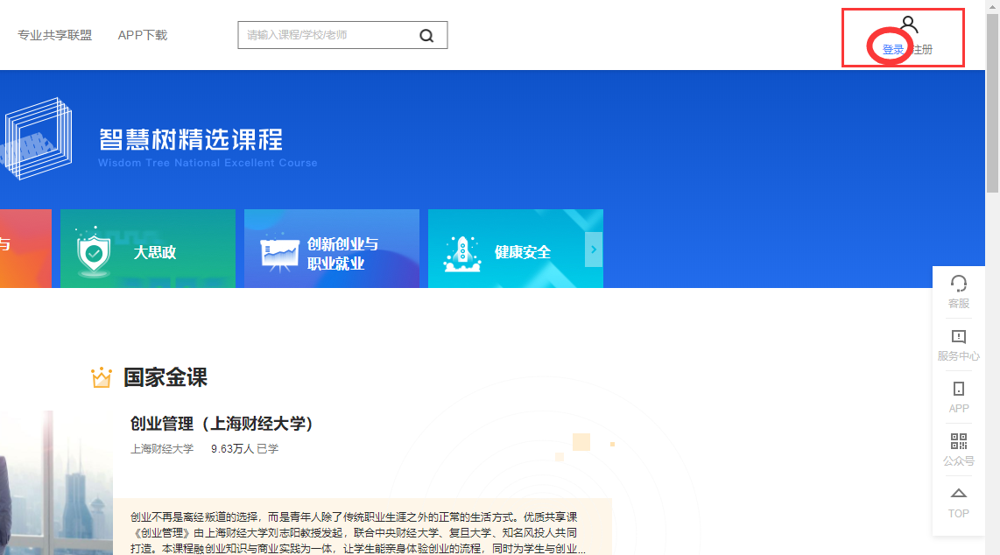 专业共享联盟 APP下载 请输入课程/学校/老师
登录 注册
智慧树精选课程
Wisdom Tree National Excellent Course
与
大思政
创新创业与
职业就业
健康安全
客服
服务中心
APP
公众号
TOP
国家金课
创业管理（上海财经大学）
上海财经大学 9.63万人 已学
创业不再是离经叛道的选择，而是青年人除了传统职业生涯之外的正常的生活方式。优质共享课
《创业管理》由上海财经大学刘志阳教授发起，联合中央财经大学、复旦大学、知名风投人共同
打造。本课程融创业知识与商业实践为一体，让学生能亲身体验创业的流程，同时为学生与创业...